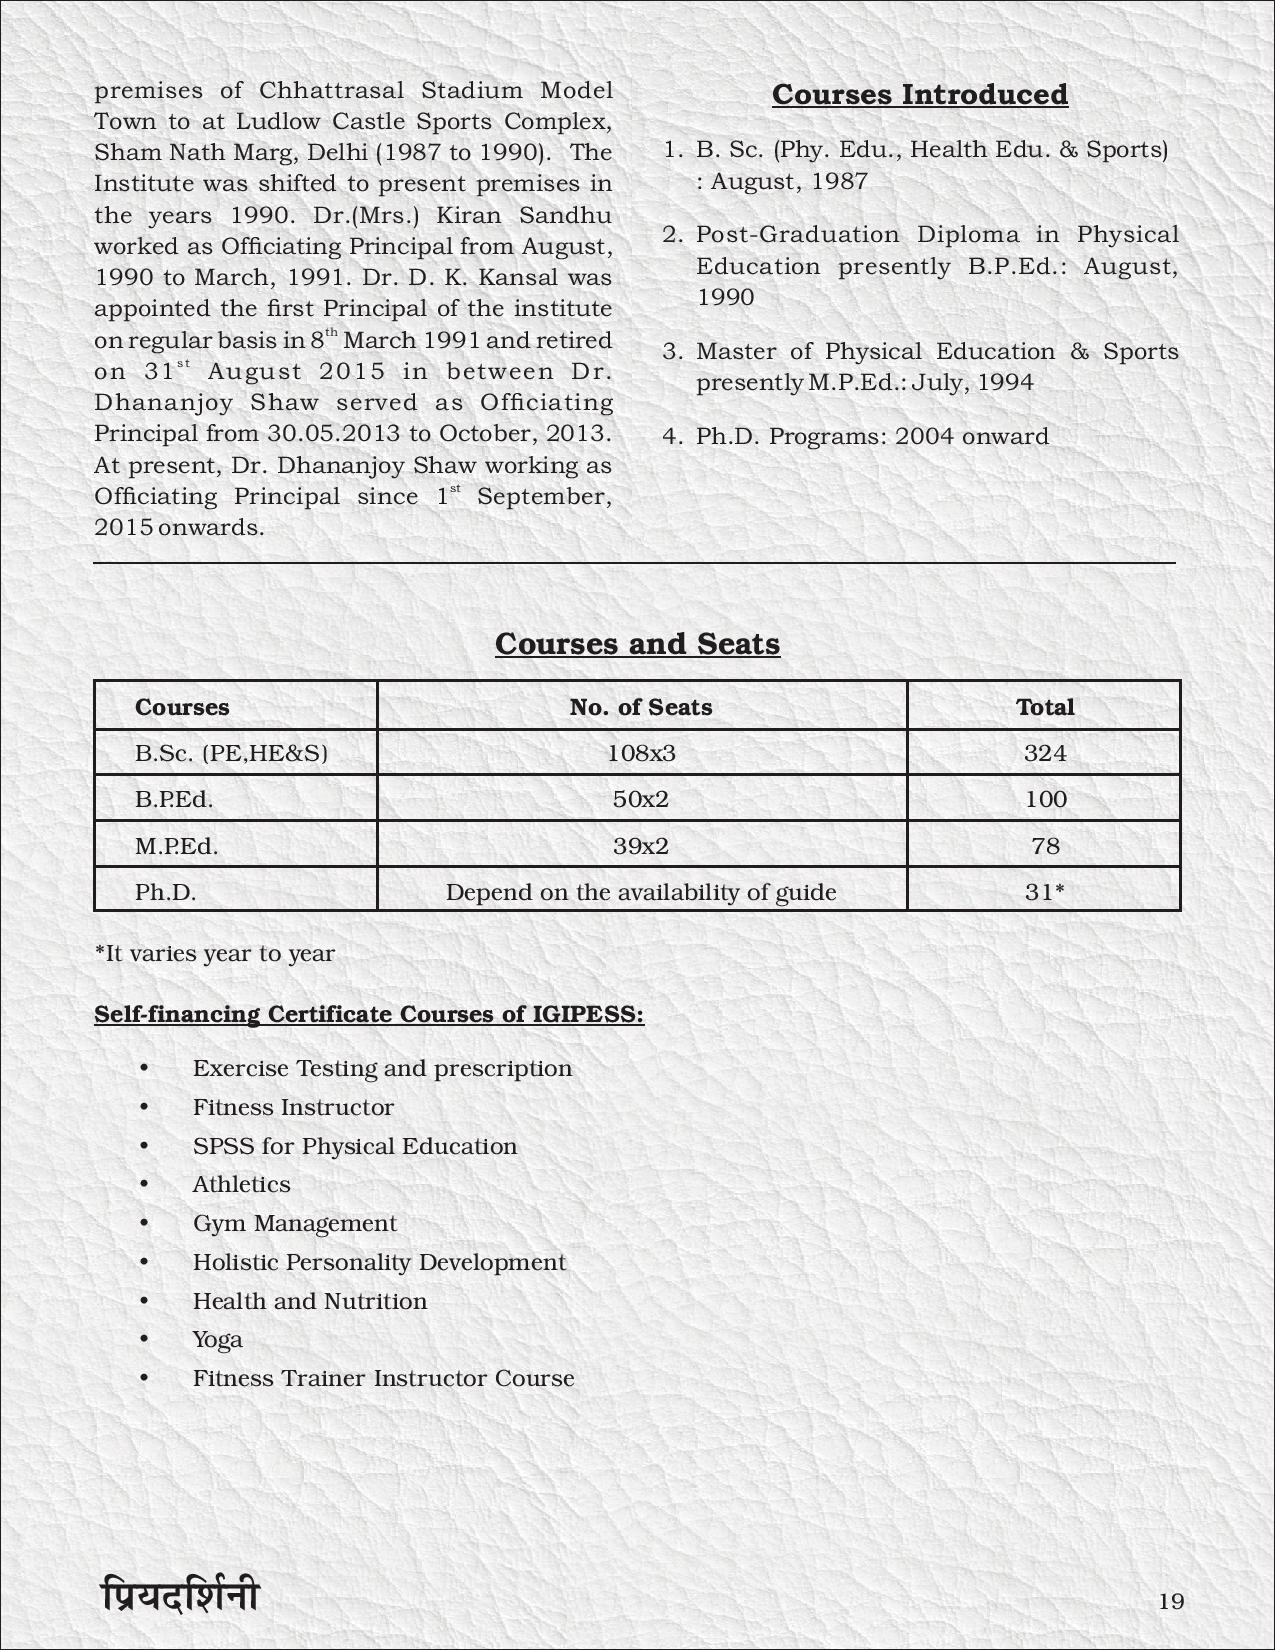 premises of Chhattrasal Stadium Model
Town to at Ludlow Castle Sports Complex,
Sham Nath Marg, Delhi (1987 to 1990). The
Institute was shifted to present premises in
the years 1990. Dr.(Mrs.) Kiran Sandhu
worked as Officiating Principal from August,
1990 to March, 1991. Dr. D. K. Kansal was
appointed the first Principal of the institute
on regular basis in 8th March 1991 and retired
on 31st August 2015 in between Dr.
Dhananjoy Shaw served as Officiating
Principal from 30.05.2013 to October, 2013.
At present, Dr. Dhananjoy Shaw working as
Officiating Principal since 1st September,
2015 onwards.
Courses Introduced
1. B. Sc. (Phy. Edu., Health Edu. & Sports)
: August, 1987
2. Post-Graduation Diploma in Physical
Education presently B.P.Ed.: August,
1990
3. Master of Physical Education & Sports
presently M.P.Ed.: July, 1994
4. Ph.D. Programs: 2004 onward
Courses and Seats
Courses No. of Seats Total
B.Sc. (PE,HE&S) 108x3 324
B.P.Ed. 50x2 100
M.P.Ed. 39x2 78
Ph.D. Depend on the availability of guide 31*
*It varies year to year
Self-financing Certificate Courses of IGIPESS:
• Exercise Testing and prescription
• Fitness Instructor
• SPSS for Physical Education
• Athletics
• Gym Management
• Holistic Personality Development
• Health and Nutrition
• Yoga
• Fitness Trainer Instructor Course
प्रियदर्शिनी 19